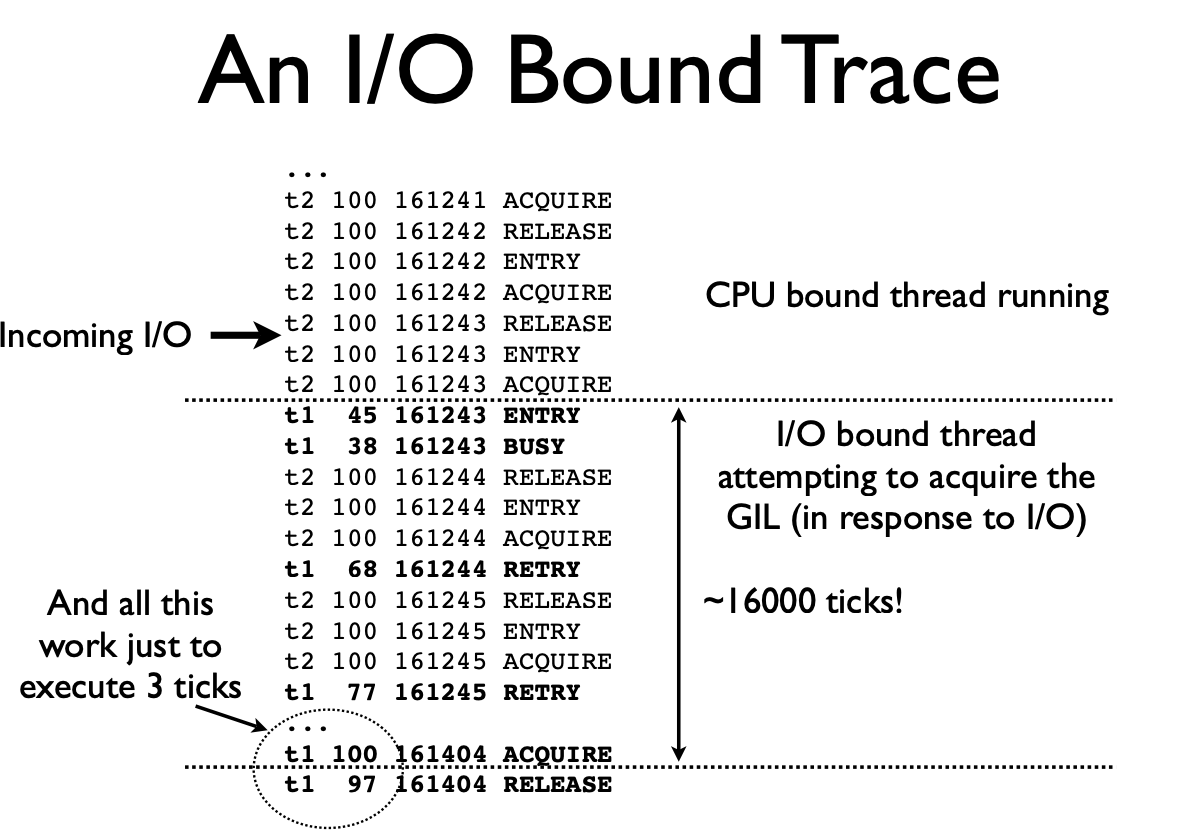 An I/O Bound Trace
...
t2 100 161241 ACQUIRE
t2 100 161242 RELEASE
t2 100 161242 ENTRY
t2 100 161242 ACQUIRE
t2 100 161243 RELEASE
t2 100 161243 ENTRY
t2 100 161243 ACQUIRE
CPU bound thread running
Incoming I/O
t1 45 161243 ENTRY
t1 38 161243 BUSY
t2 100 161244 RELEASE
t2 100 161244 ENTRY
t2 100 161244 ACQUIRE
t1 68 161244 RETRY
t2 100 161245 RELEASE
t2 100 161245 ENTRY
t2 100 161245 ACQUIRE
t1 77 161245 RETRY
...
t1 100 161404 ACQUIRE
t1 97 161404 RELEASE
I/O bound thread
attempting to acquire the
GIL (in response to I/O)
~16000 ticks!
And all this
work just to
execute 3 ticks